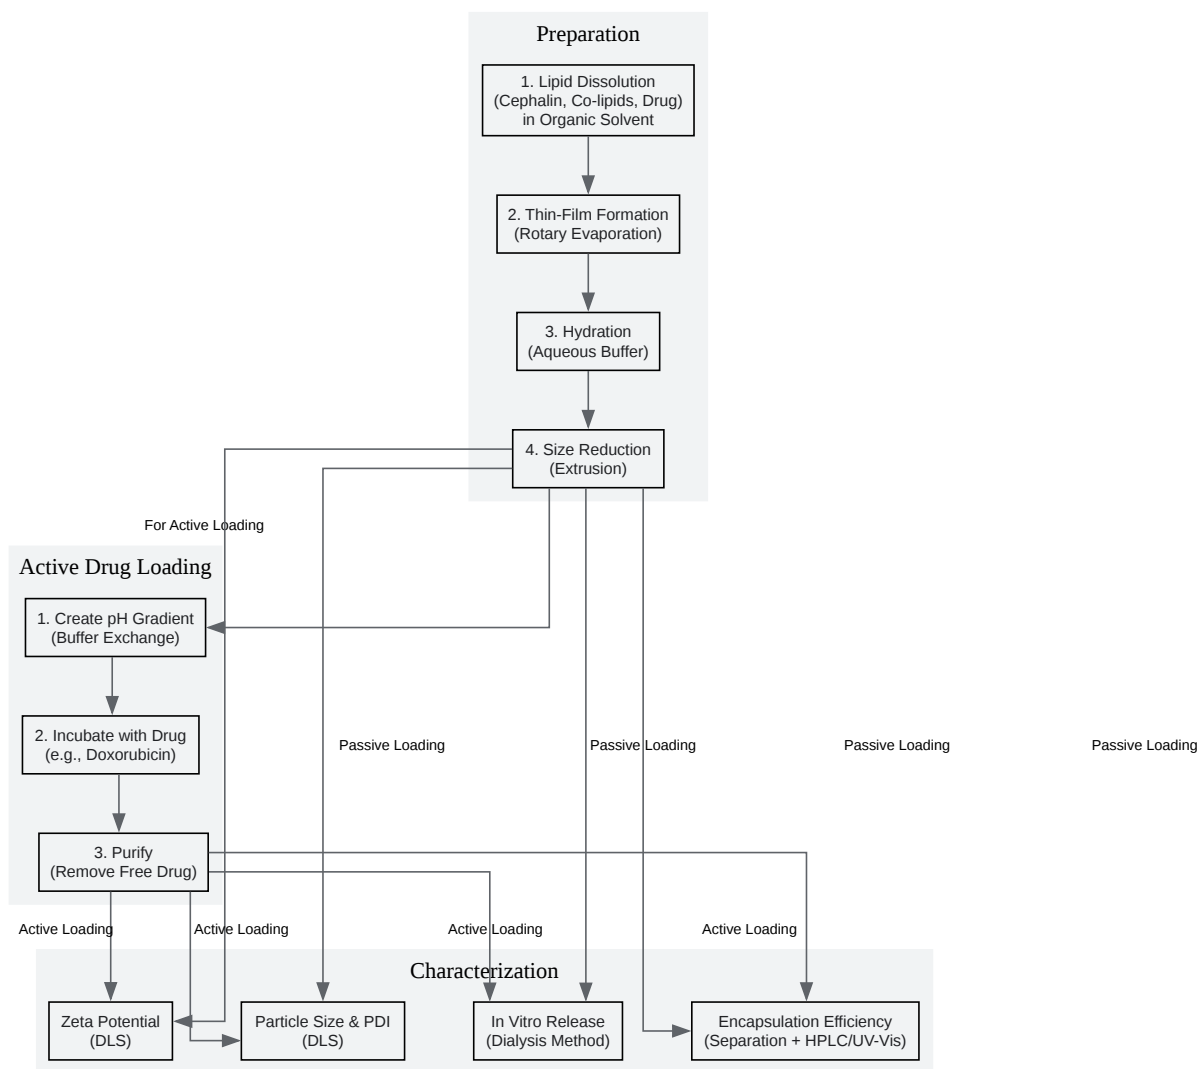 Preparation
1. Lipid Dissolution
(Cephalin, Co-lipids, Drug)
in Organic Solvent
2. Thin-Film Formation
(Rotary Evaporation)
3. Hydration
(Aqueous Buffer)
4. Size Reduction
(Extrusion)
For Active Loading
Active Drug Loading
1. Create pH Gradient
(Buffer Exchange)
2. Incubate with Drug
(e.g., Doxorubicin)
Passive Loading
Passive Loading
Passive Loading
Passive Loading
3. Purify
(Remove Free Drug)
Active Loading
Active Loading
Active Loading
Active Loading
Characterization
Zeta Potential
(DLS)
Particle Size & PDI
(DLS)
In Vitro Release
(Dialysis Method)
Encapsulation Efficiency
(Separation + HPLC/UV-Vis)